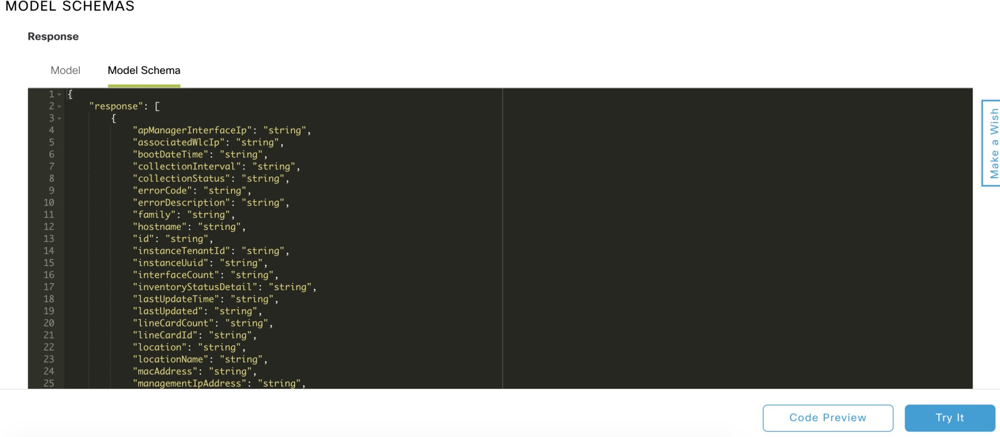 MODEL SCHEMAS
Response
Model Model Schema
1 {
2 "response": [
3 {
4 "apManagerInterfaceIp": "string",
5 "associatedWlcIp": "string",
6 "bootDateTime": "string",
7 "collectionInterval": "string",
8 "collectionStatus": "string",
9 "errorCode": "string",
10 "errorDescription": "string",
11 "family": "string",
12 "hostname": "string",
13 "id": "string",
14 "instanceTenantId": "string",
15 "instanceUuid": "string",
16 "interfaceCount": "string",
17 "inventoryStatusDetail": "string",
18 "lastUpdateTime": "string",
19 "lastUpdated": "string",
20 "lineCardCount": "string",
21 "lineCardId": "string",
22 "location": "string",
23 "locationName": "string",
24 "macAddress": "string",
25 "managementIpAddress": "string",
Make a Wish
Code Preview Try It